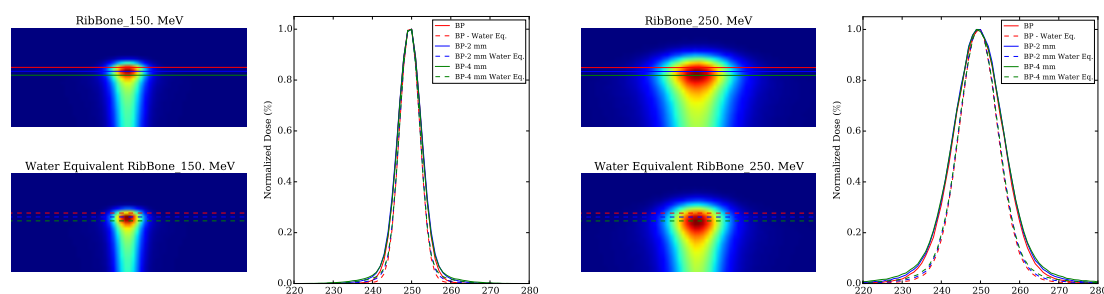 RibBone_150. MeV
Water Equivalent RibBone_150. MeV
Normalized Dose (%)
1.0
0.8
0.6
0.4
0.2
0.0
220 230 240 250 260 270 280
BP
BP - Water Eq.
BP-2 mm
BP-2 mm Water Eq.
BP-4 mm
BP-4 mm Water Eq.
RibBone_250. MeV
Water Equivalent RibBone_250. MeV
Normalized Dose (%)
1.0
0.8
0.6
0.4
0.2
0.0
220 230 240 250 260 270 280
BP
BP - Water Eq.
BP-2 mm
BP-2 mm Water Eq.
BP-4 mm
BP-4 mm Water Eq.